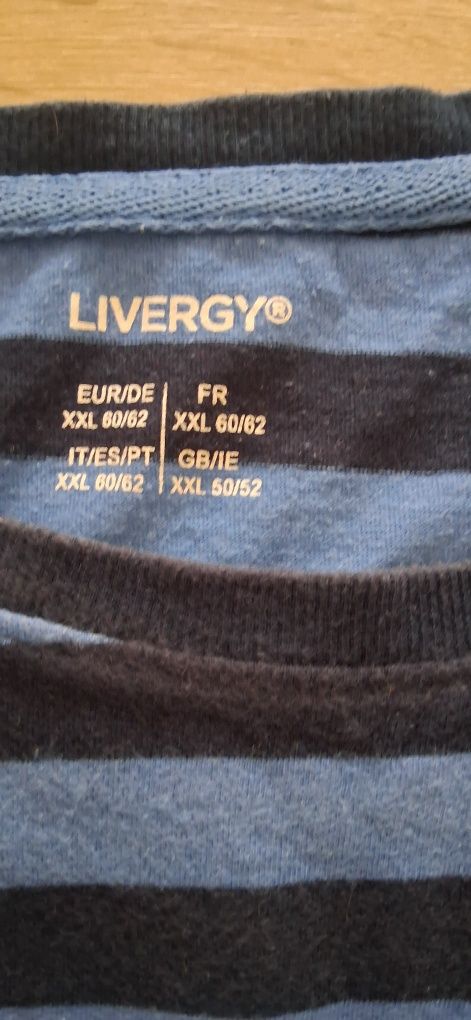 LIVERGY®
EUR/DE FR
XXL 60/62 XXL 60/62
IT/ES/PT GB/IE
XXL 60/62 XXL 50/52